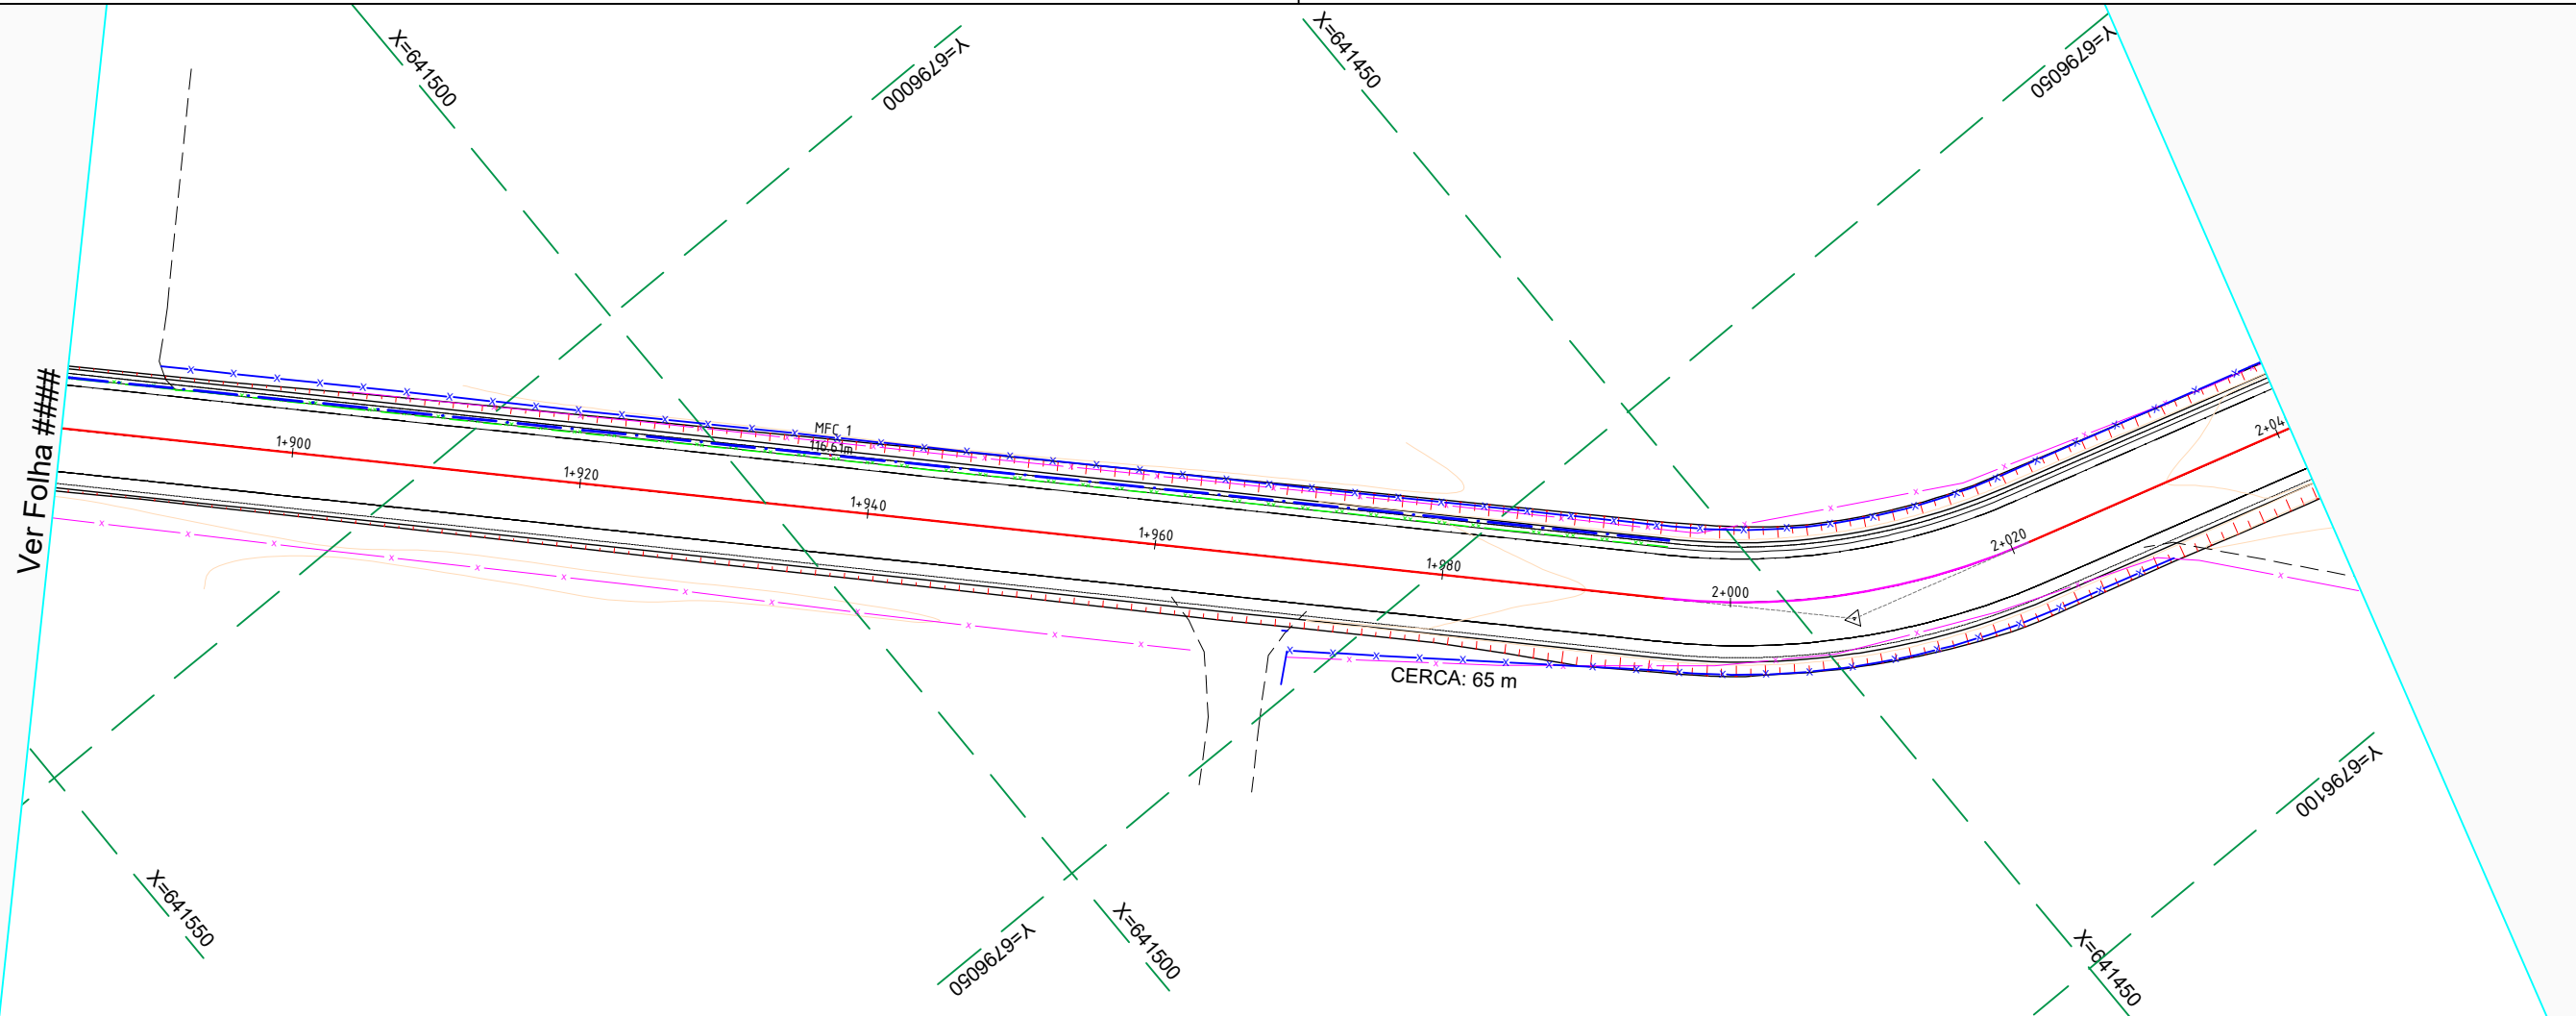 X=641500
Y=6796000
X=641450
Y=6796050
Ver Folha ####
MFC 1
116.61m
1+900
1+920
1+940
1+960
1+980
2+000
2+020
2+04
CERCA: 65 m
X=641550
Y=6796050
X=641500
Y=6796100
X=641450